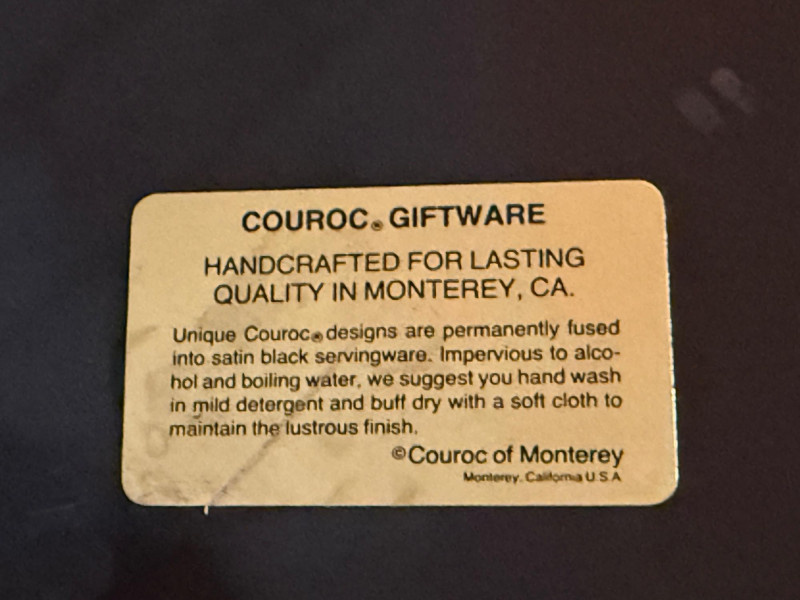 COUROC® GIFTWARE
HANDCRAFTED FOR LASTING
QUALITY IN MONTEREY, CA.
Unique Couroc® designs are permanently fused
into satin black servingware. Impervious to alco-
hol and boiling water, we suggest you hand wash
in mild detergent and buff dry with a soft cloth to
maintain the lustrous finish.
©Couroc of Monterey
Monterey, California U.S.A